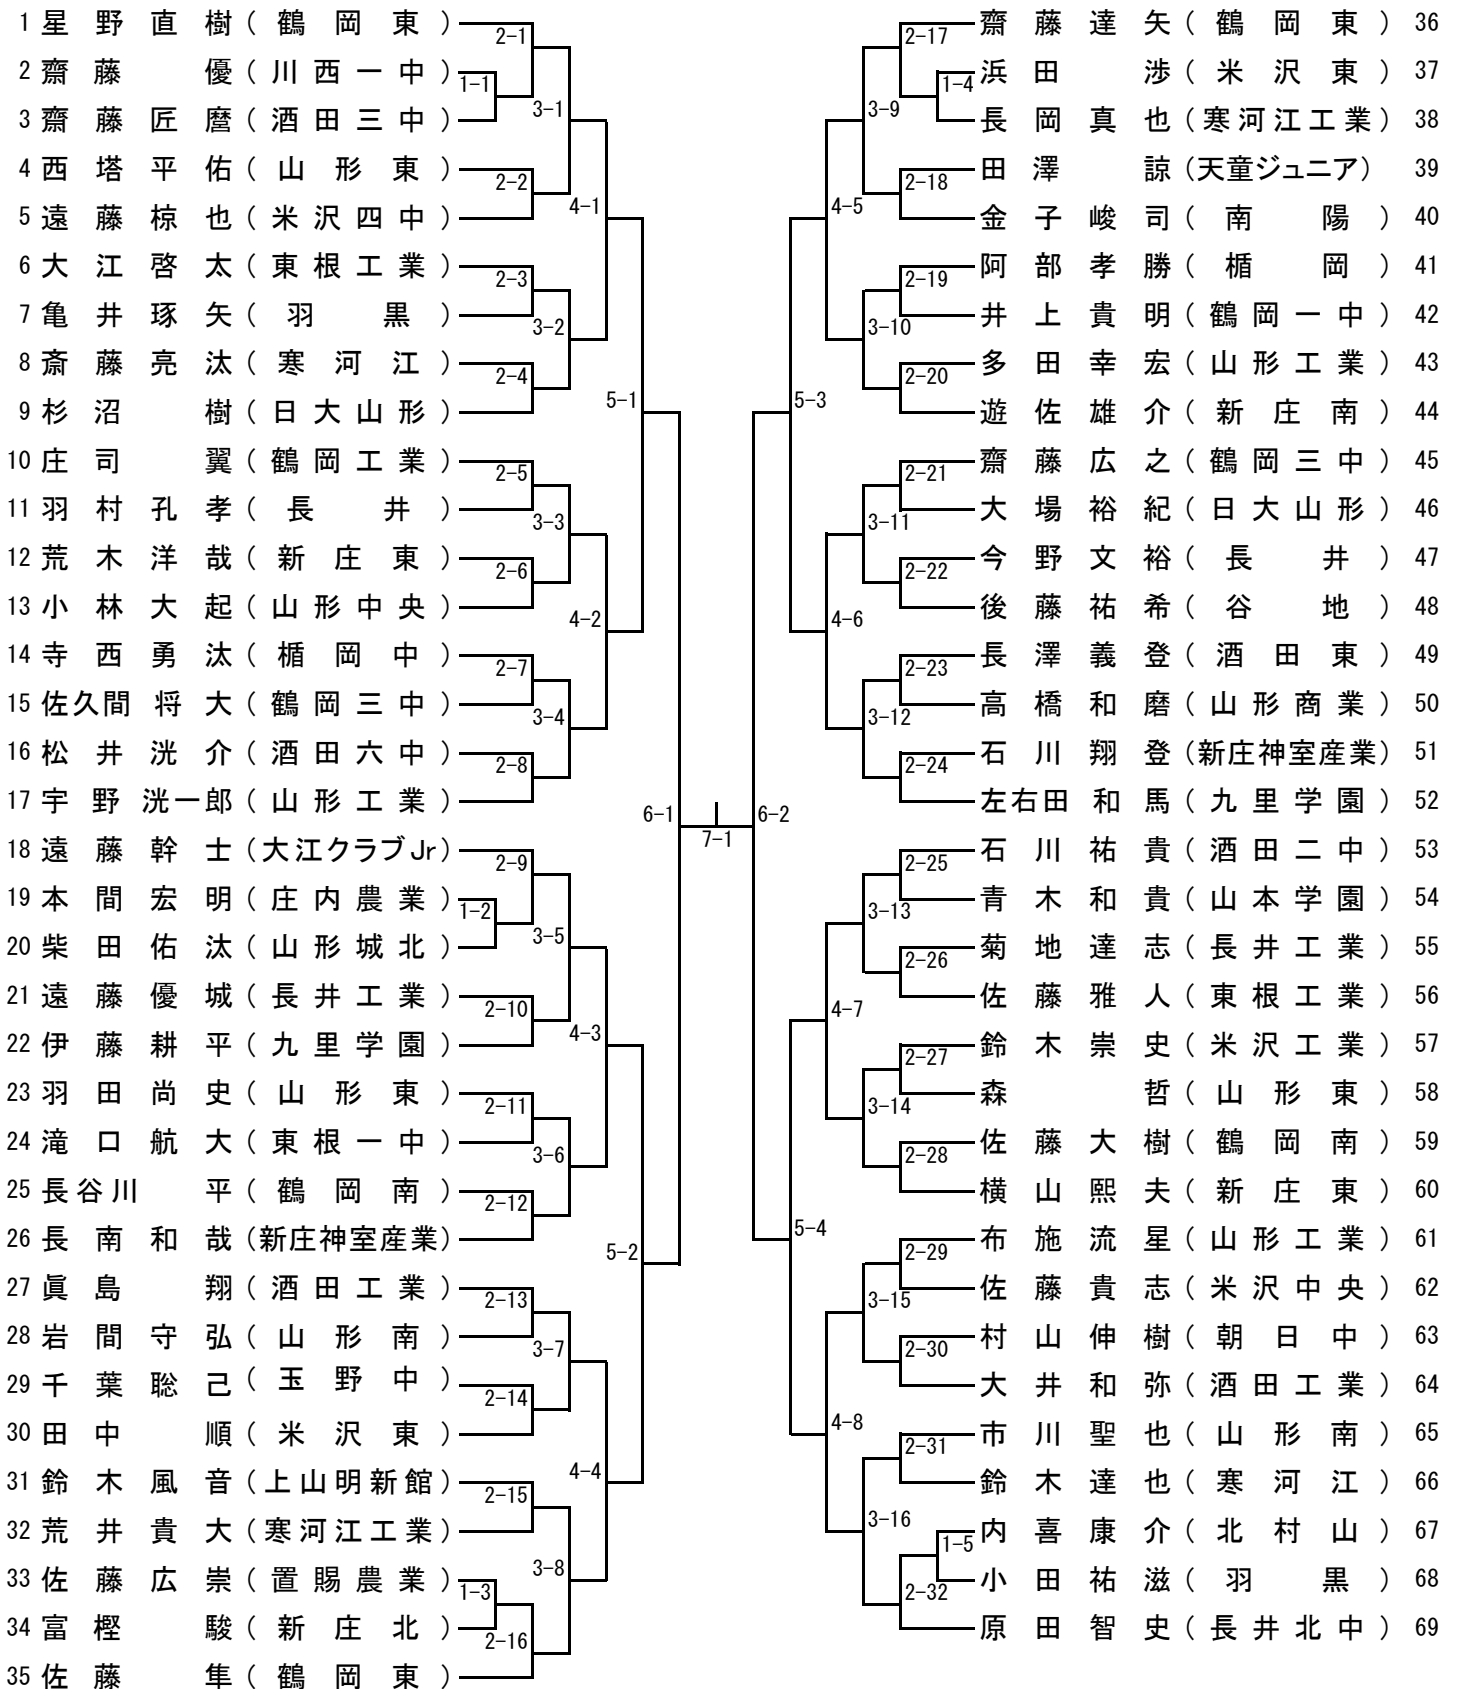 1 星野直樹（鶴岡東）
2-1
2 齋藤優（川西一中）
1-1
3 齋藤匠麿（酒田三中）
3-1
4 西塔平佑（山形東）
2-2
5 遠藤椋也（米沢四中）
4-1
6 大江啓太（東根工業）
2-3
7 亀井琢矢（羽黒）
3-2
8 斎藤亮汰（寒河江）
2-4
9 杉沼樹（日大山形）
5-1
10 庄司翼（鶴岡工業）
2-5
11 羽村孔孝（長井）
3-3
12 荒木洋哉（新庄東）
2-6
13 小林大起（山形中央）
4-2
14 寺西勇汰（楯岡中）
2-7
15 佐久間将大（鶴岡三中）
3-4
16 松井洸介（酒田六中）
2-8
17 宇野洸一郎（山形工業）
6-1
18 遠藤幹士（大江クラブJr）
2-9
19 本間宏明（庄内農業）
1-2
20 柴田佑汰（山形城北）
3-5
21 遠藤優城（長井工業）
2-10
22 伊藤耕平（九里学園）
4-3
23 羽田尚史（山形東）
2-11
24 滝口航大（東根一中）
3-6
25 長谷川平（鶴岡南）
2-12
26 長南和哉（新庄神室産業）
5-2
27 眞島翔（酒田工業）
2-13
28 岩間守弘（山形南）
3-7
29 千葉聡己（玉野中）
2-14
30 田中順（米沢東）
4-4
31 鈴木風音（上山明新館）
2-15
32 荒井貴大（寒河江工業）
3-8
33 佐藤広崇（置賜農業）
1-3
34 富樫駿（新庄北）
2-16
35 佐藤隼（鶴岡東）
7-1
齋藤達矢（鶴岡東） 36
2-17
浜田渉（米沢東） 37
1-4
長岡真也（寒河江工業） 38
3-9
田澤諒（天童ジュニア） 39
2-18
金子峻司（南陽） 40
4-5
阿部孝勝（楯岡） 41
2-19
井上貴明（鶴岡一中） 42
3-10
多田幸宏（山形工業） 43
2-20
遊佐雄介（新庄南） 44
5-3
齋藤広之（鶴岡三中） 45
2-21
大場裕紀（日大山形） 46
3-11
今野文裕（長井） 47
2-22
後藤祐希（谷地） 48
4-6
長澤義登（酒田東） 49
2-23
高橋和磨（山形商業） 50
3-12
石川翔登（新庄神室産業） 51
2-24
左右田和馬（九里学園） 52
6-2
石川祐貴（酒田二中） 53
2-25
青木和貴（山本学園） 54
3-13
菊地達志（長井工業） 55
2-26
佐藤雅人（東根工業） 56
4-7
鈴木崇史（米沢工業） 57
2-27
森哲（山形東） 58
3-14
佐藤大樹（鶴岡南） 59
2-28
横山熙夫（新庄東） 60
5-4
布施流星（山形工業） 61
2-29
佐藤貴志（米沢中央） 62
3-15
村山伸樹（朝日中） 63
2-30
大井和弥（酒田工業） 64
4-8
市川聖也（山形南） 65
2-31
鈴木達也（寒河江） 66
3-16
内喜康介（北村山） 67
1-5
小田祐滋（羽黒） 68
2-32
原田智史（長井北中） 69